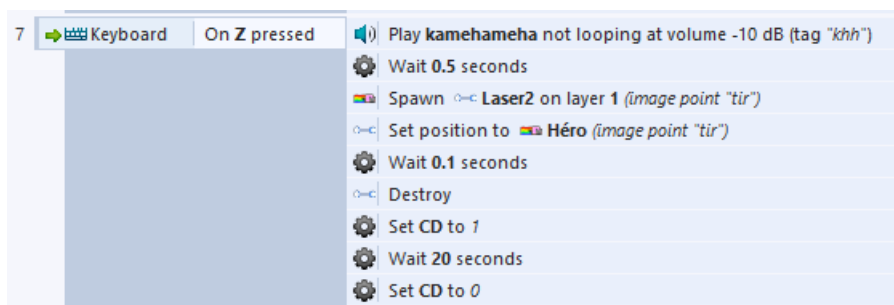 7 Keyboard On Z pressed Play kamehameha not looping at volume -10 dB (tag "khh")
Wait 0.5 seconds
Spawn Laser2 on layer 1 (image point "tir")
Set position to Héro (image point "tir")
Wait 0.1 seconds
Destroy
Set CD to 1
Wait 20 seconds
Set CD to 0